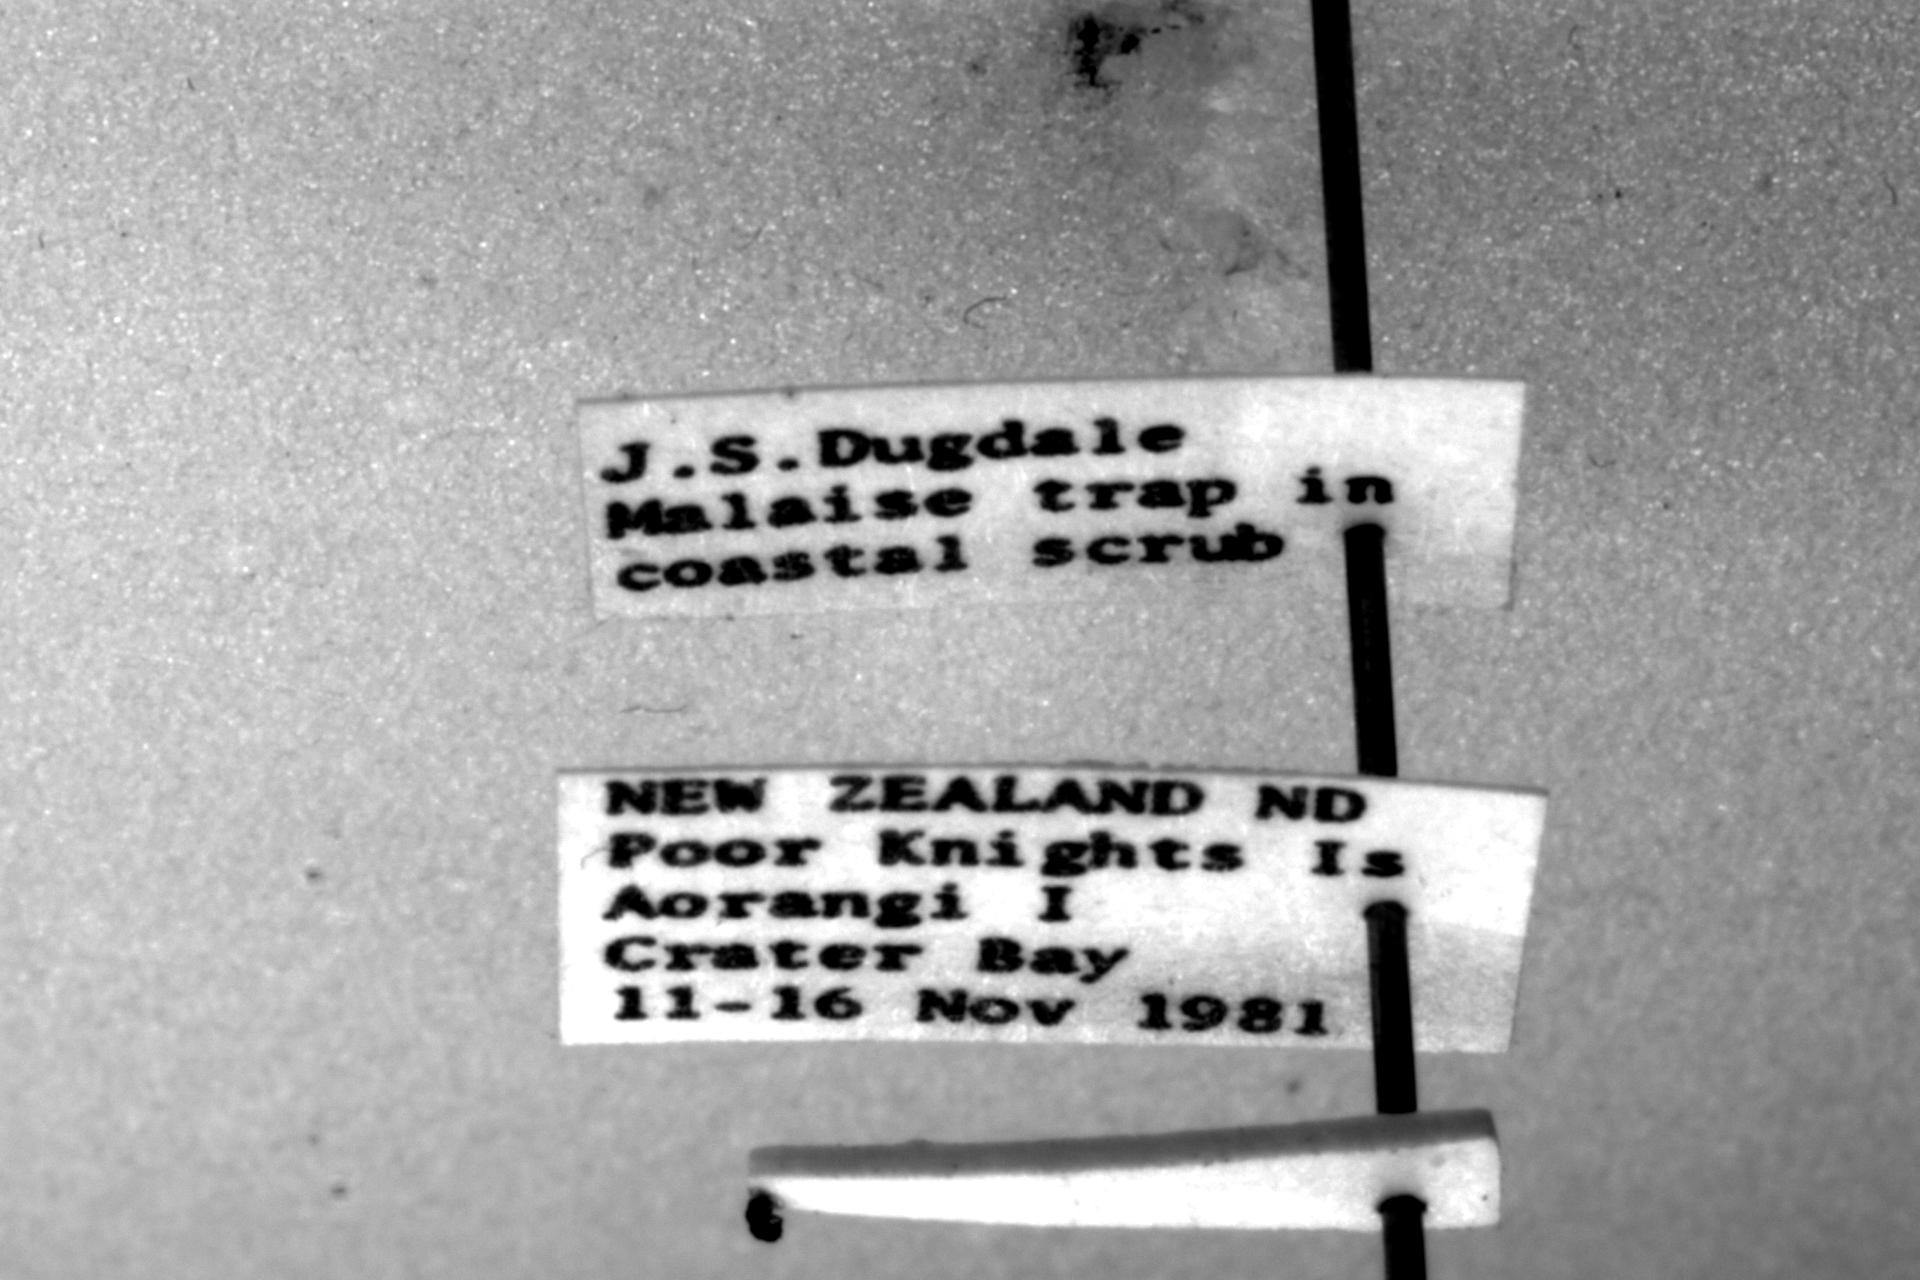 J.S.Dugdale
Malaise trap in
coastal scrub
NEW ZEALAND ND
Poor Knights Is
Aorangi I
Crater Bay
11-16 Nov 1981